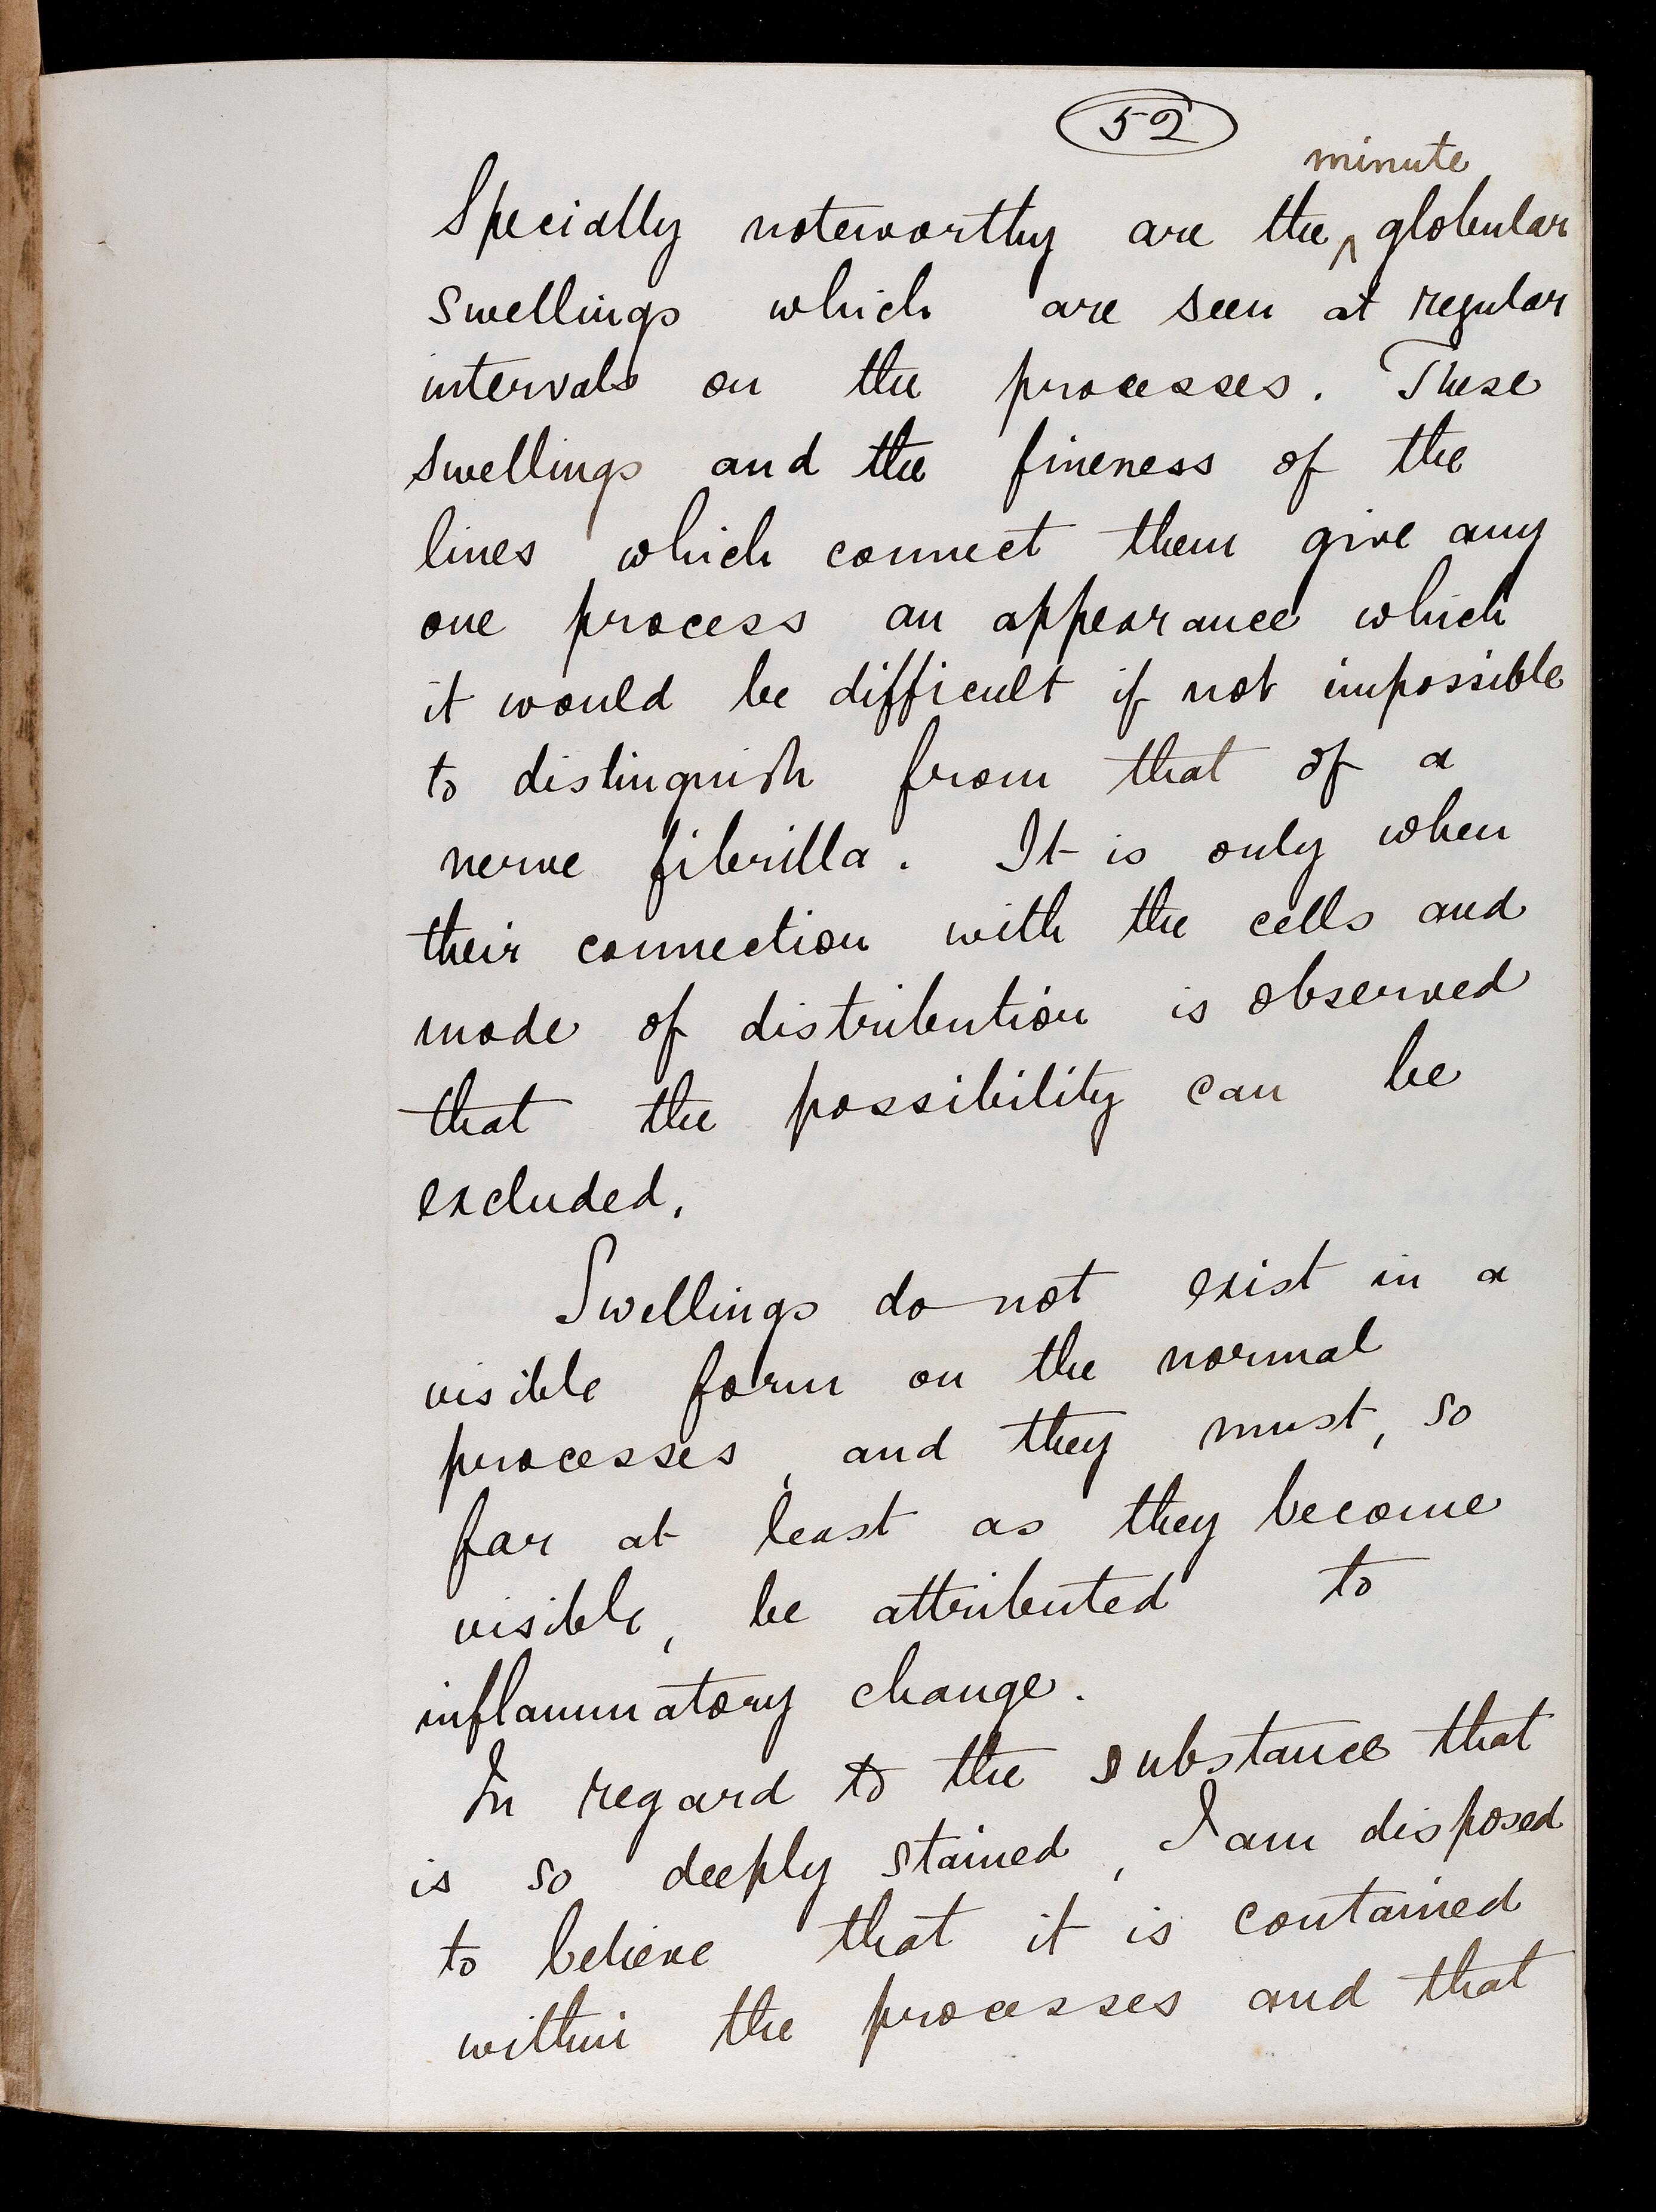 52
minute
Specially noteworthy are the ^ globular
swellings which are seen at regular
intervals on the processes. These
swellings and the fineness of the
lines which connect them give any
one process an appearance which
it would be difficult if not impossible
to distinguish from that of a
nerve fibrilla. It is only when
their connection with the cells and
mode of distribution is observed
that the possibility can be
excluded.
Swellings do not exist in a
visible form on the normal
processes, and they must, so
far at least as they become
visible, be attributed to
inflammatory change.
In regard to the substance that
is so deeply stained, I am disposed
to believe that it is contained
within the processes and that